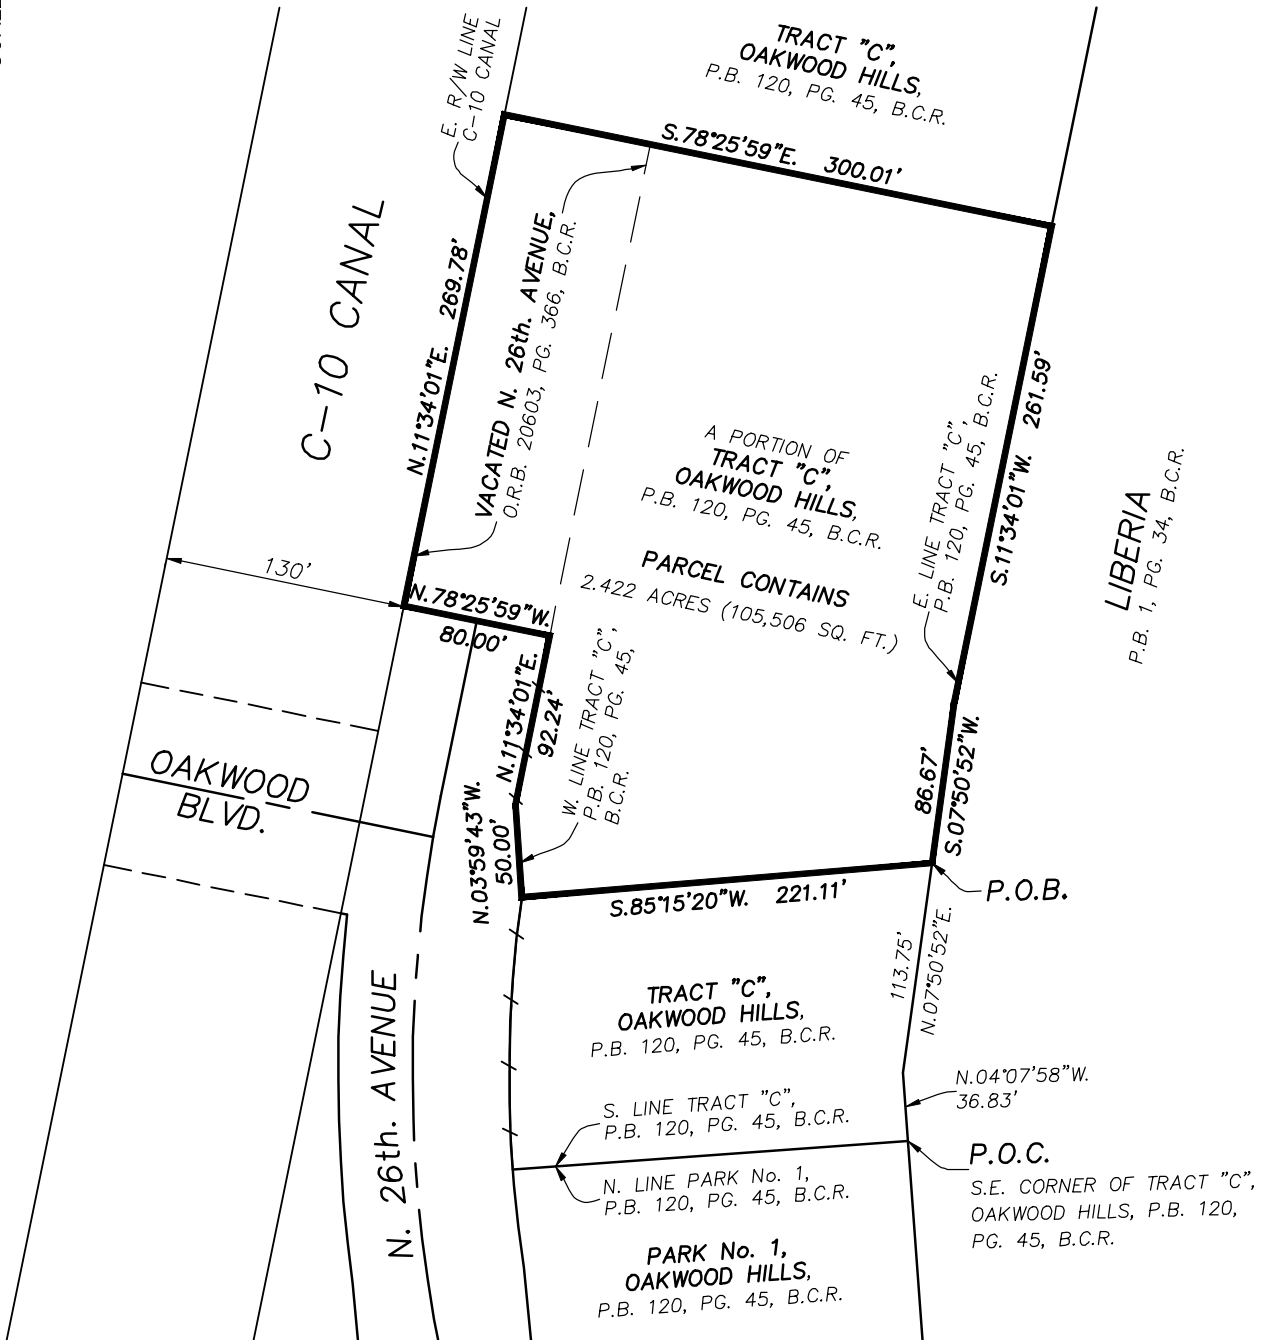 TRACT "C",
OAKWOOD HILLS,
P.B. 120, PG. 45, B.C.R.
E. R/W LINE
C-10 CANAL
S.78°25'59"E. 300.01'
C-10 CANAL
N.11°34'01"E. 269.78'
VACATED N. 26th. AVENUE,
O.R.B. 20603, PG. 366, B.C.R.
A PORTION OF
TRACT "C",
OAKWOOD HILLS,
P.B. 120, PG. 45, B.C.R.
PARCEL CONTAINS
2.422 ACRES (105,506 SQ. FT.)
E. LINE TRACT "C",
P.B. 120, PG. 45, B.C.R.
S.11°34'01"W. 261.59'
LIBERIA
P.B. 1, PG. 34, B.C.R.
130'
N.78°25'59"W.
80.00'
N.11°34'01"E.
92.24'
W. LINE TRACT "C",
P.B. 120, PG. 45,
B.C.R.
OAKWOOD
BLVD.
N.03°59'43"W.
50.00'
86.67'
S.07°50'52"W.
S.85°15'20"W. 221.11'
P.O.B.
113.75'
N.07°50'52"E.
TRACT "C",
OAKWOOD HILLS,
P.B. 120, PG. 45, B.C.R.
N. 26th. AVENUE
N.04°07'58"W.
36.83'
S. LINE TRACT "C",
P.B. 120, PG. 45, B.C.R.
P.O.C.
S.E. CORNER OF TRACT "C",
OAKWOOD HILLS, P.B. 120,
PG. 45, B.C.R.
N. LINE PARK No. 1,
P.B. 120, PG. 45, B.C.R.
PARK No. 1,
OAKWOOD HILLS,
P.B. 120, PG. 45, B.C.R.